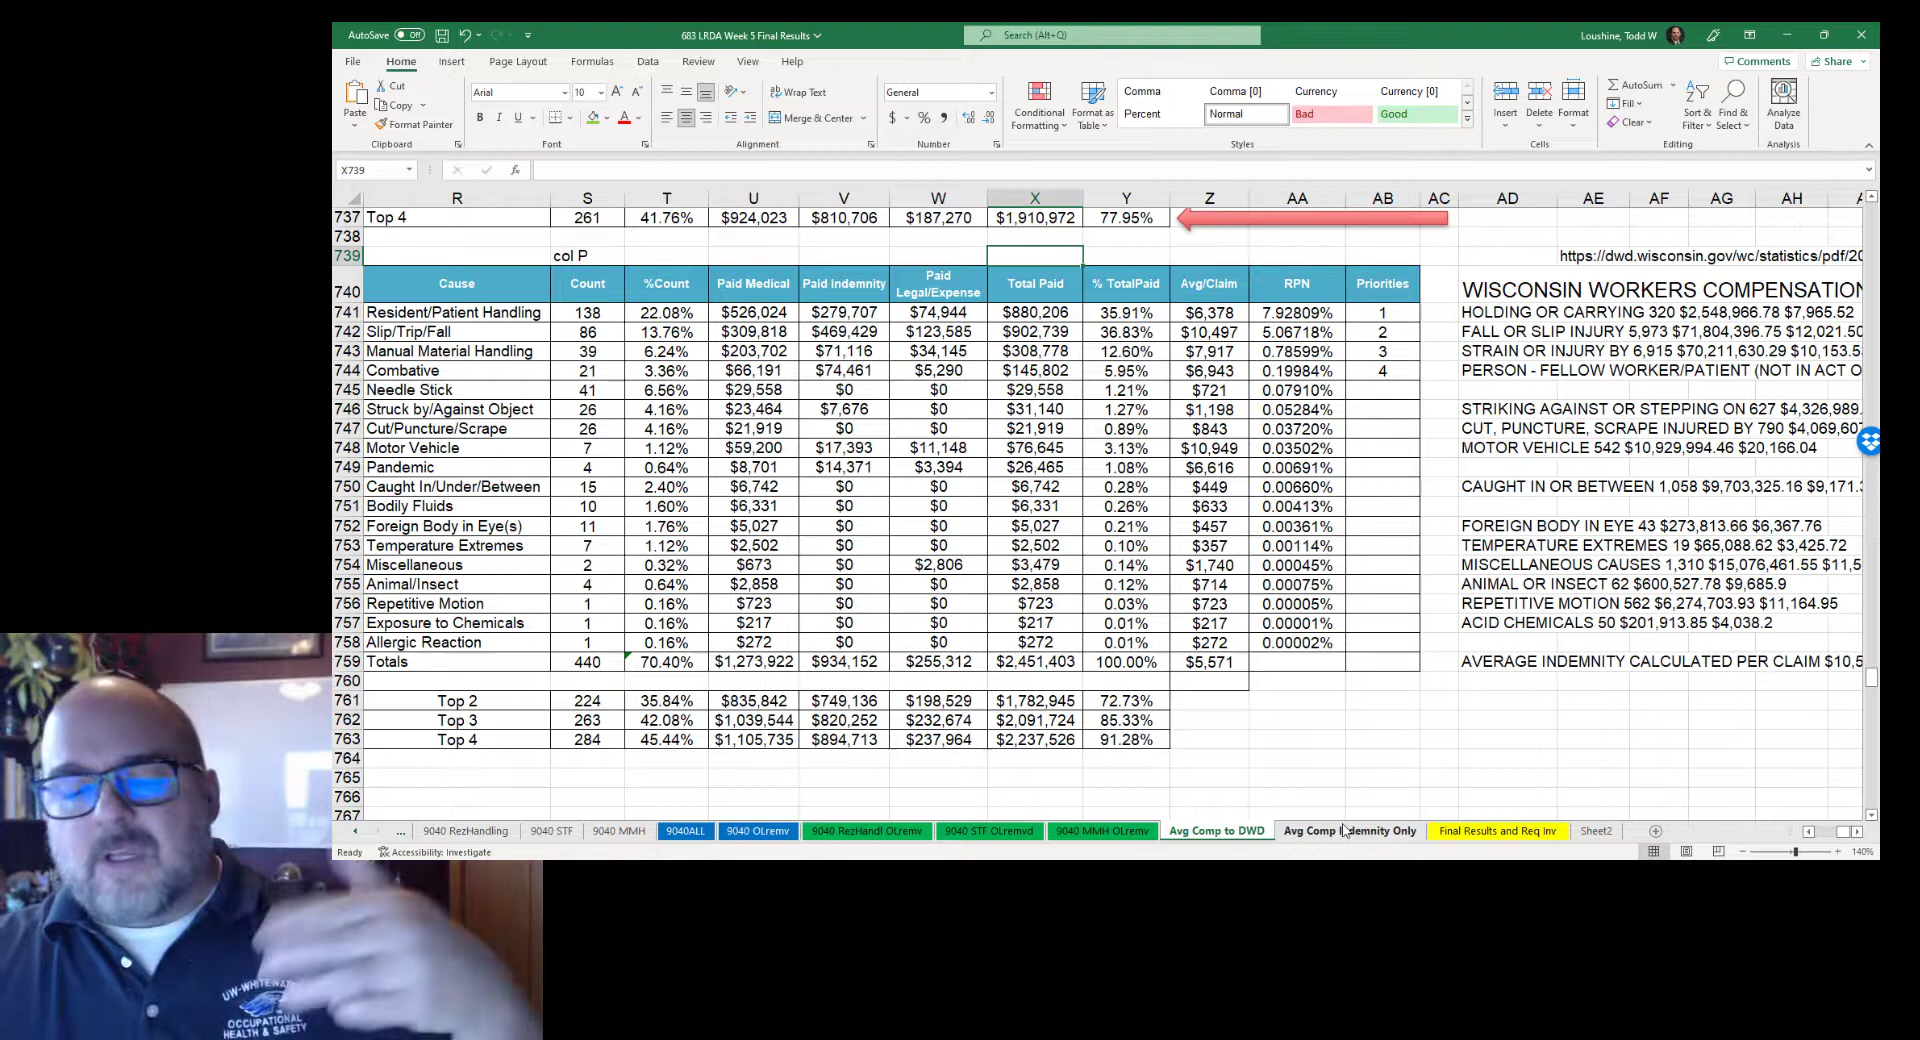 AutoSave Off 683 LRDA Week 5 Final Results Search (Alt+Q) Loushine, Todd W
File Home Insert Page Layout Formulas Data Review View Help Comments Share
Cut Arial 10 Wrap Text General Comma Comma [0] Currency Currency [0] AutoSum
Copy Fill
Paste Format Painter B I U Merge & Center $ % Conditional Formatting Format as Table Percent Normal Bad Good Insert Delete Format Clear Sort & Filter Find & Select Analyze Data
Clipboard Font Alignment Number Styles Cells Editing Analysis
X739 fx
R S T U V W X Y Z AA AB AC AD AE AF AG AH
737 Top 4 261 41.76% $924,023 $810,706 $187,270 $1,910,972 77.95%
738
739 col P https://dwd.wisconsin.gov/wc/statistics/pdf/20
740 Cause Count %Count Paid Medical Paid Indemnity Paid Legal/Expense Total Paid % TotalPaid Avg/Claim RPN Priorities WISCONSIN WORKERS COMPENSATION
741 Resident/Patient Handling 138 22.08% $526,024 $279,707 $74,944 $880,206 35.91% $6,378 7.92809% 1 HOLDING OR CARRYING 320 $2,548,966.78 $7,965.52
742 Slip/Trip/Fall 86 13.76% $309,818 $469,429 $123,585 $902,739 36.83% $10,497 5.06718% 2 FALL OR SLIP INJURY 5,973 $71,804,396.75 $12,021.50
743 Manual Material Handling 39 6.24% $203,702 $71,116 $34,145 $308,778 12.60% $7,917 0.78599% 3 STRAIN OR INJURY BY 6,915 $70,211,630.29 $10,153.5
744 Combative 21 3.36% $66,191 $74,461 $5,290 $145,802 5.95% $6,943 0.19984% 4 PERSON - FELLOW WORKER/PATIENT (NOT IN ACT O
745 Needle Stick 41 6.56% $29,558 $0 $0 $29,558 1.21% $721 0.07910%
746 Struck by/Against Object 26 4.16% $23,464 $7,676 $0 $31,140 1.27% $1,198 0.05284% STRIKING AGAINST OR STEPPING ON 627 $4,326,989.
747 Cut/Puncture/Scrape 26 4.16% $21,919 $0 $0 $21,919 0.89% $843 0.03720% CUT, PUNCTURE, SCRAPE INJURED BY 790 $4,069,607
748 Motor Vehicle 7 1.12% $59,200 $17,393 $11,148 $76,645 3.13% $10,949 0.03502% MOTOR VEHICLE 542 $10,929,994.46 $20,166.04
749 Pandemic 4 0.64% $8,701 $14,371 $3,394 $26,465 1.08% $6,616 0.00691%
750 Caught In/Under/Between 15 2.40% $6,742 $0 $0 $6,742 0.28% $449 0.00660% CAUGHT IN OR BETWEEN 1,058 $9,703,325.16 $9,171.3
751 Bodily Fluids 10 1.60% $6,331 $0 $0 $6,331 0.26% $633 0.00413%
752 Foreign Body in Eye(s) 11 1.76% $5,027 $0 $0 $5,027 0.21% $457 0.00361% FOREIGN BODY IN EYE 43 $273,813.66 $6,367.76
753 Temperature Extremes 7 1.12% $2,502 $0 $0 $2,502 0.10% $357 0.00114% TEMPERATURE EXTREMES 19 $65,088.62 $3,425.72
754 Miscellaneous 2 0.32% $673 $0 $2,806 $3,479 0.14% $1,740 0.00045% MISCELLANEOUS CAUSES 1,310 $15,076,461.55 $11,5
755 Animal/Insect 4 0.64% $2,858 $0 $0 $2,858 0.12% $714 0.00075% ANIMAL OR INSECT 62 $600,527.78 $9,685.9
756 Repetitive Motion 1 0.16% $723 $0 $0 $723 0.03% $723 0.00005% REPETITIVE MOTION 562 $6,274,703.93 $11,164.95
757 Exposure to Chemicals 1 0.16% $217 $0 $0 $217 0.01% $217 0.00001% ACID CHEMICALS 50 $201,913.85 $4,038.2
758 Allergic Reaction 1 0.16% $272 $0 $0 $272 0.01% $272 0.00002%
759 Totals 440 70.40% $1,273,922 $934,152 $255,312 $2,451,403 100.00% $5,571 AVERAGE INDEMNITY CALCULATED PER CLAIM $10,5
760
761 Top 2 224 35.84% $835,842 $749,136 $198,529 $1,782,945 72.73%
762 Top 3 263 42.08% $1,039,544 $820,252 $232,674 $2,091,724 85.33%
763 Top 4 284 45.44% $1,105,735 $894,713 $237,964 $2,237,526 91.28%
764
765
766
767
... 9040 RezHandling 9040 STF 9040 MMH 9040ALL 9040 OLremv 9040 RezHandl OLremv 9040 STF OLremvd 9040 MMH OLremv Avg Comp to DWD Avg Comp Indemnity Only Final Results and Req Inv Sheet2
Ready Accessibility: Investigate 140%
UW-WHITEW
OCCUPATIONAL
HEALTH & SAFETY